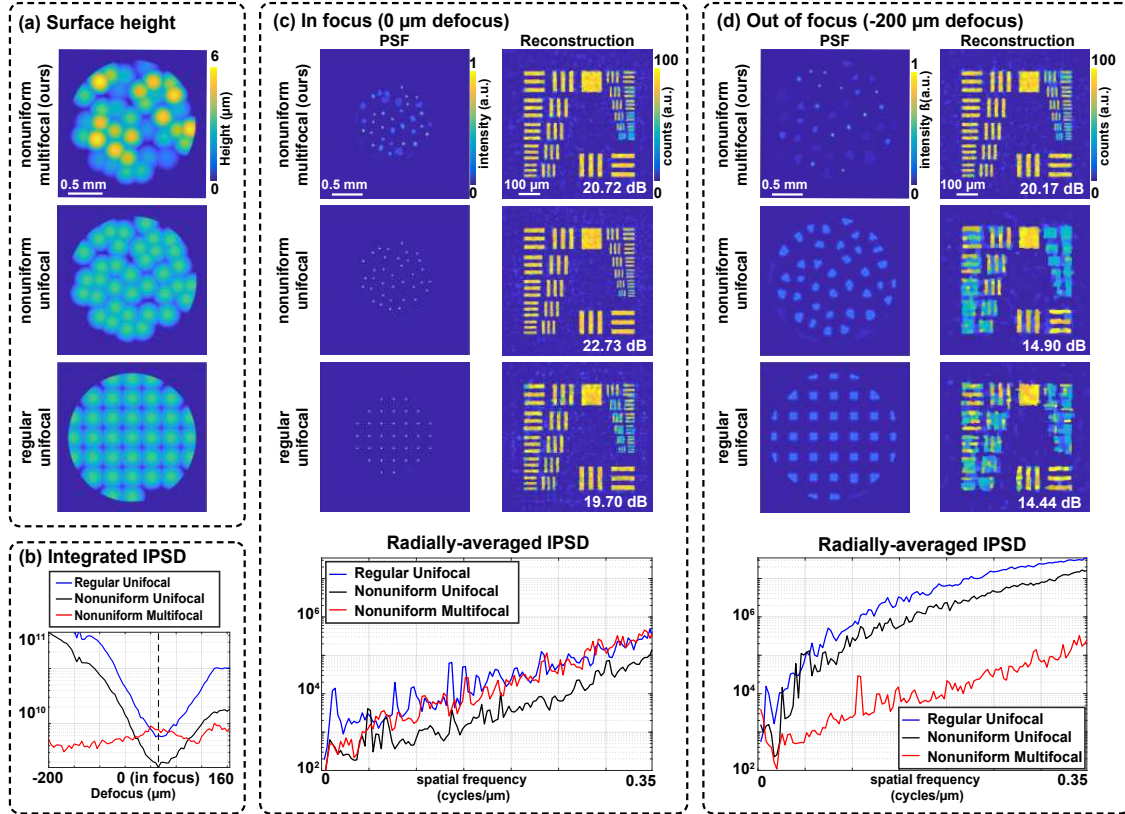 (a) Surface height
nonuniform
multifocal (ours)
6
Height (µm)
0
0.5 mm
nonuniform
unifocal
regular
unifocal
(b) Integrated IPSD
Regular Unifocal
Nonuniform Unifocal
Nonuniform Multifocal
10^11
10^10
-200
0 (in focus)
160
Defocus (µm)
(c) In focus (0 µm defocus)
PSF
Reconstruction
nonuniform
multifocal (ours)
1
intensity (a.u.)
0
0.5 mm
100
counts (a.u.)
0
100 µm
20.72 dB
nonuniform
unifocal
22.73 dB
regular
unifocal
19.70 dB
Radially-averaged IPSD
Regular Unifocal
Nonuniform Unifocal
Nonuniform Multifocal
10^6
10^4
10^2
0
0.35
spatial frequency
(cycles/µm)
(d) Out of focus (-200 µm defocus)
PSF
Reconstruction
nonuniform
multifocal (ours)
1
intensity ß(a.u.)
0
0.5 mm
100
counts (a.u.)
0
100 µm
20.17 dB
nonuniform
unifocal
14.90 dB
regular
unifocal
14.44 dB
Radially-averaged IPSD
10^6
10^4
10^2
Regular Unifocal
Nonuniform Unifocal
Nonuniform Multifocal
0
0.35
spatial frequency
(cycles/µm)